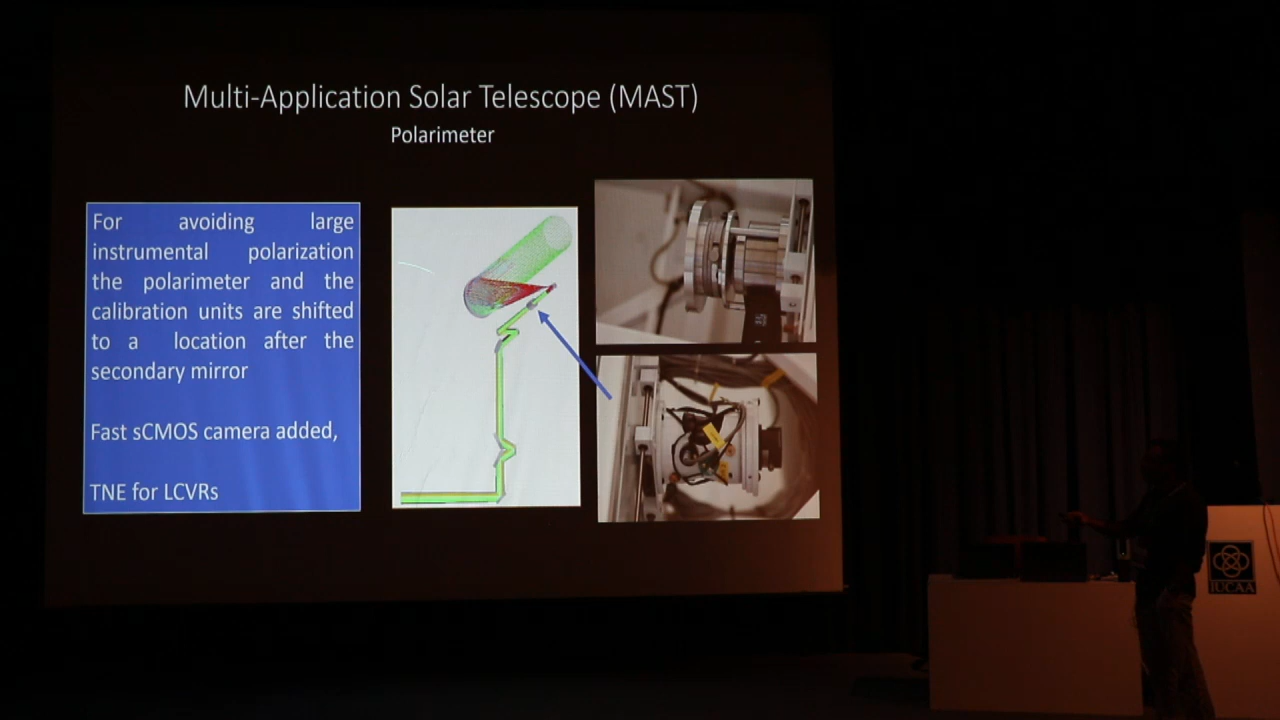 Multi-Application Solar Telescope (MAST)
Polarimeter
For avoiding large
instrumental polarization
the polarimeter and the
calibration units are shifted
to a location after the
secondary mirror
Fast sCMOS camera added,
TNE for LCVRs
IUCAA